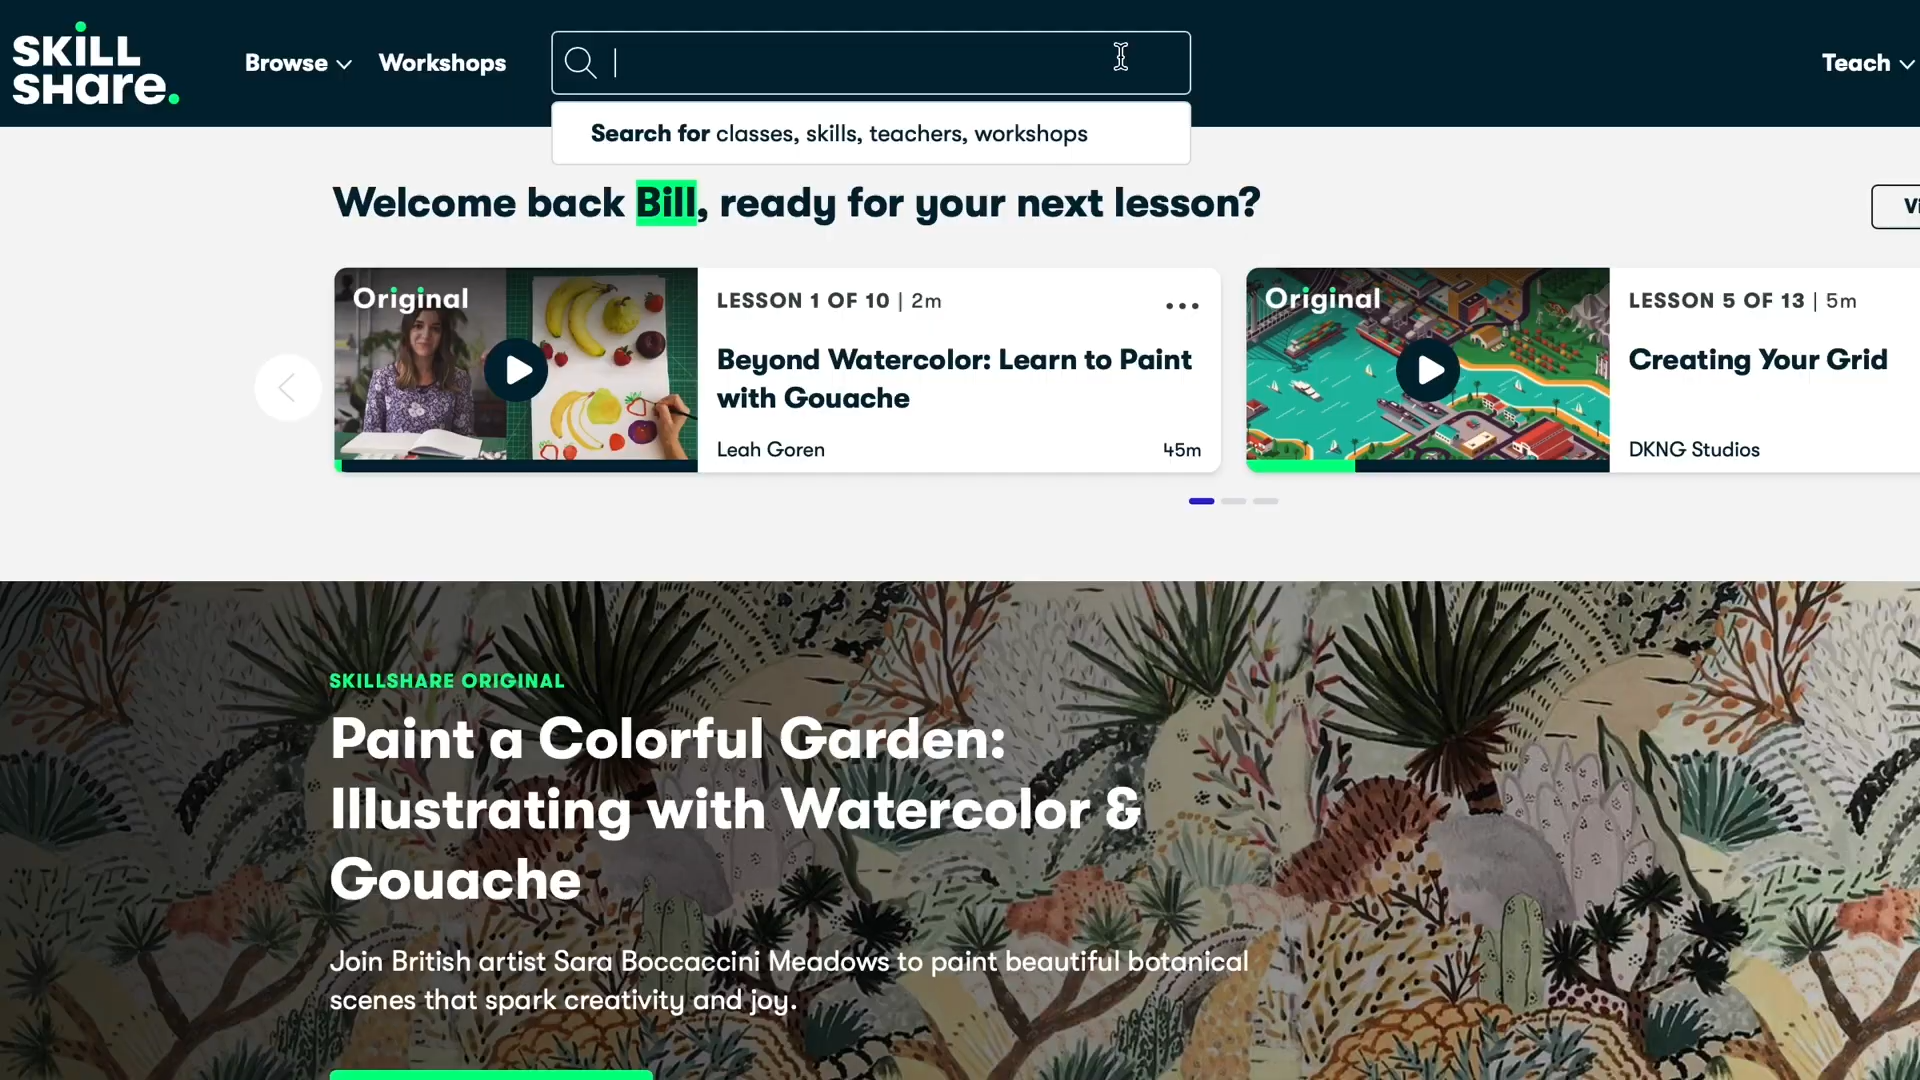 SKILL
SHare.
Browse
Workshops
Teach
Search for classes, skills, teachers, workshops
Welcome back Bill, ready for your next lesson?
Vi
Original
LESSON 1 OF 10 | 2m
Beyond Watercolor: Learn to Paint
with Gouache
Leah Goren
45m
Original
LESSON 5 OF 13 | 5m
Creating Your Grid
DKNG Studios
SKILLSHARE ORIGINAL
Paint a Colorful Garden:
Illustrating with Watercolor &
Gouache
Join British artist Sara Boccaccini Meadows to paint beautiful botanical
scenes that spark creativity and joy.